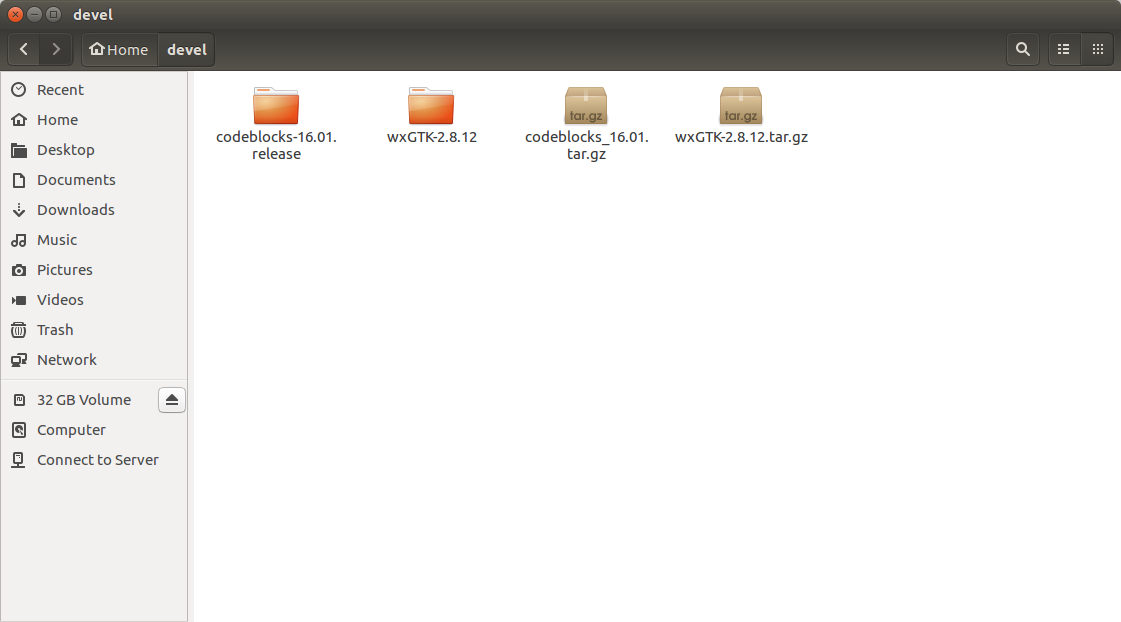 devel
Home
devel
Recent
Home
Desktop
Documents
Downloads
Music
Pictures
Videos
Trash
Network
32 GB Volume
Computer
Connect to Server
codeblocks-16.01.
release
wxGTK-2.8.12
tar.gz
codeblocks_16.01.
tar.gz
tar.gz
wxGTK-2.8.12.tar.gz